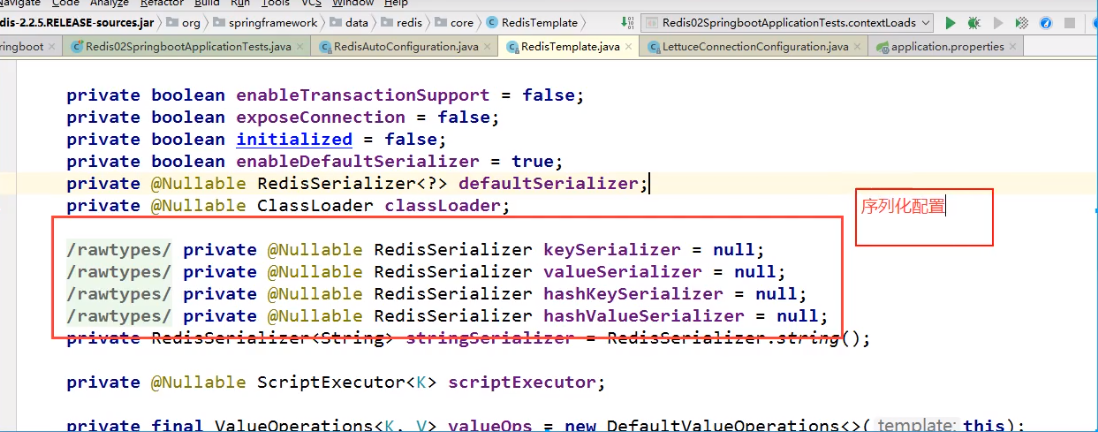 Navigate Code Analyze Refactor Build Run Tools VCS Window Help
dis-2.2.5.RELEASE-sources.jar org springframework data redis core RedisTemplate Redis02SpringbootApplicationTests.contextLoads
ringboot Redis02SpringbootApplicationTests.java RedisAutoConfiguration.java RedisTemplate.java LettuceConnectionConfiguration.java application.properties
private boolean enableTransactionSupport = false;
private boolean exposeConnection = false;
private boolean initialized = false;
private boolean enableDefaultSerializer = true;
private @Nullable RedisSerializer<?> defaultSerializer;
private @Nullable ClassLoader classLoader;
序列化配置
/rawtypes/ private @Nullable RedisSerializer keySerializer = null;
/rawtypes/ private @Nullable RedisSerializer valueSerializer = null;
/rawtypes/ private @Nullable RedisSerializer hashKeySerializer = null;
/rawtypes/ private @Nullable RedisSerializer hashValueSerializer = null;
private RedisSerializer<String> stringSerializer = RedisSerializer.string();
private @Nullable ScriptExecutor<K> scriptExecutor;
private final ValueOperations<K, V> valueOps = new DefaultValueOperations<>( template: this);